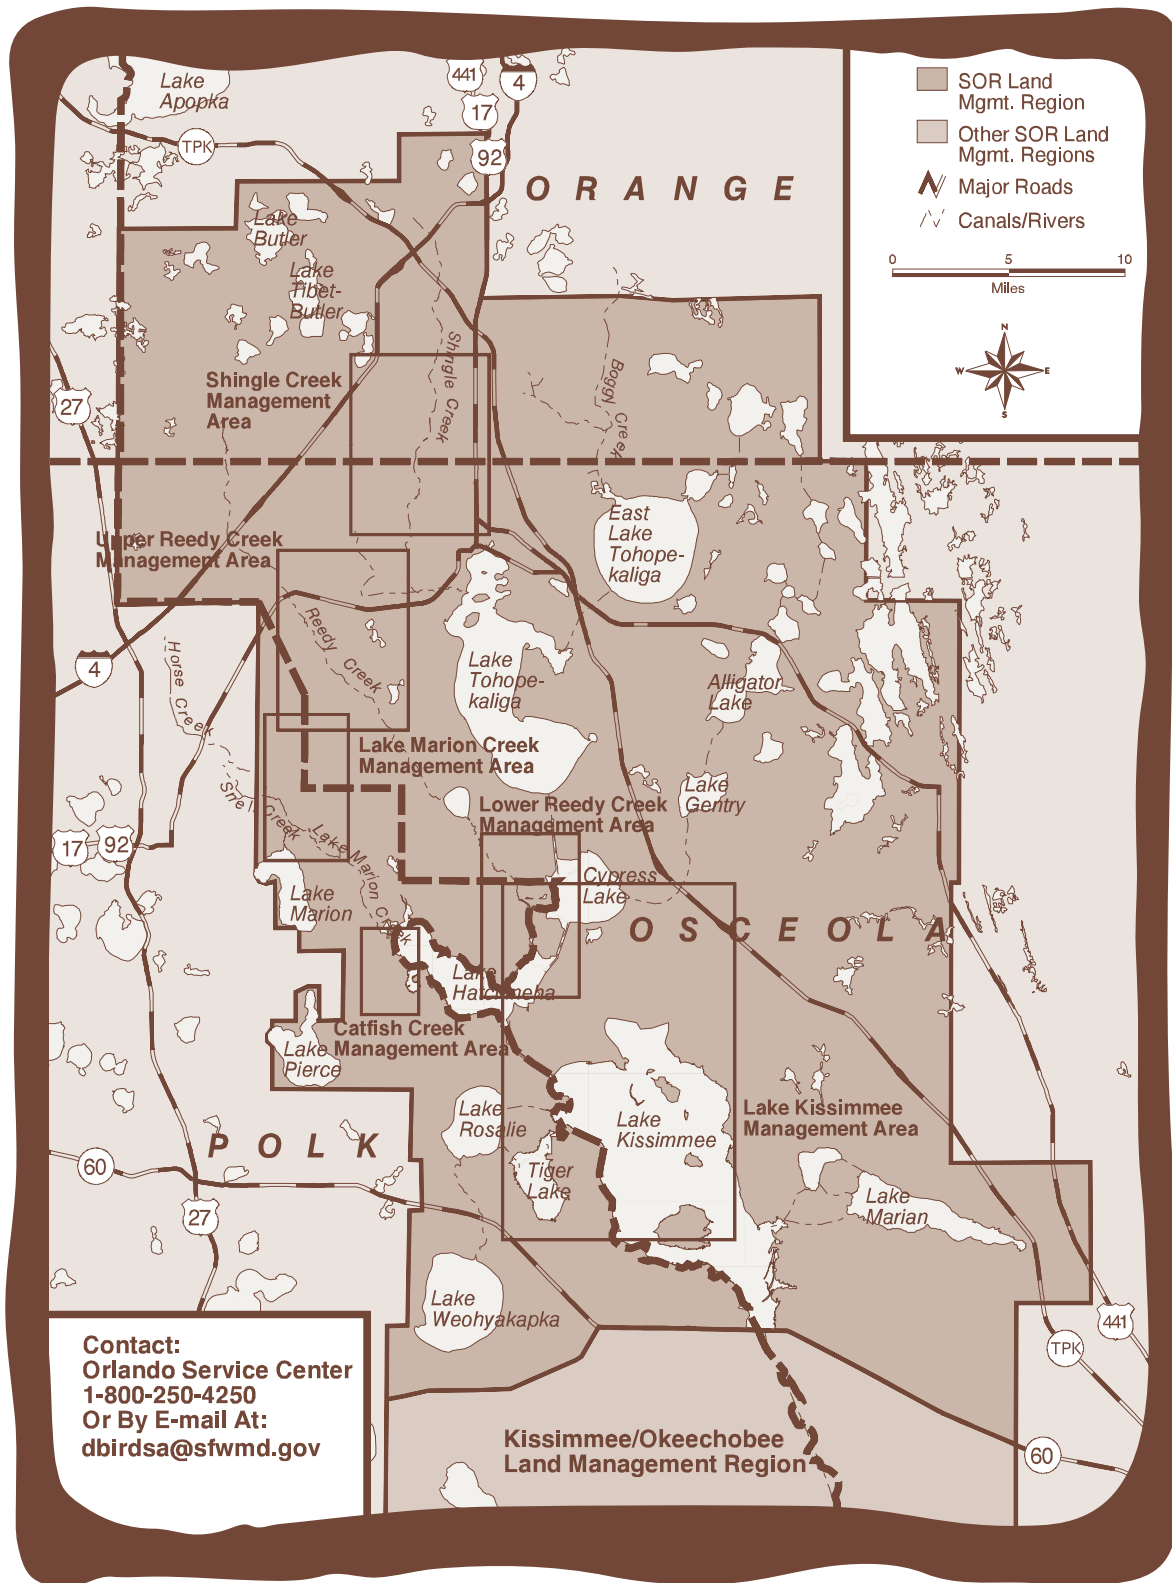 Lake
Apopka
441
4
17
92
TPK
O R A N G E
SOR Land
Mgmt. Region
Other SOR Land
Mgmt. Regions
Major Roads
Canals/Rivers
0 5 10
Miles
N
W E
S
Lake
Butler
Lake
Tibet-
Butler
Shingle Creek
Boggy Creek
Shingle Creek
Management
Area
27
East
Lake
Tohope-
kaliga
Upper Reedy Creek
Management Area
Reedy Creek
Horse Creek
4
Lake
Tohope-
kaliga
Alligator
Lake
Lake Marion Creek
Management Area
Lake
Gentry
Snell Creek
Lake Marion Creek
Lower Reedy Creek
Management Area
17
92
Cypress
Lake
Lake
Marion
O S C E O L A
Lake
Hatchineha
Catfish Creek
Management Area
Lake
Pierce
Lake
Rosalie
Lake
Kissimmee
Lake Kissimmee
Management Area
P O L K
60
Tiger
Lake
27
Lake
Marian
Lake
Weohyakapka
441
TPK
Contact:
Orlando Service Center
1-800-250-4250
Or By E-mail At:
dbirdsa@sfwmd.gov
Kissimmee/Okeechobee
Land Management Region
60